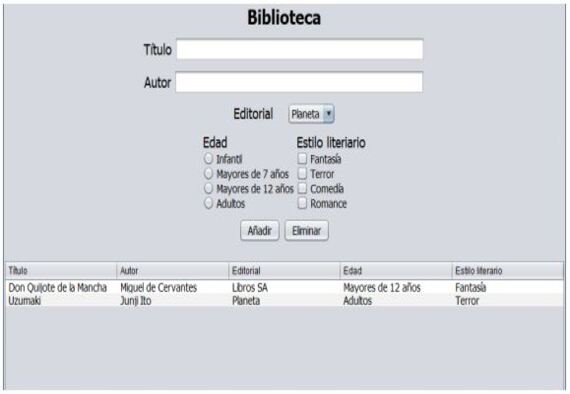 Biblioteca
Título
Autor
Editorial Planeta
Edad Estilo literiario
Infantil Fantasía
Mayores de 7 años Terror
Mayores de 12 años Comedía
Adultos Romance
Añadir Eliminar
Título Autor Editorial Edad Estilo literario
Don Quijote de la Mancha Miguel de Cervantes Libros SA Mayores de 12 años Fantasía
Uzumaki Junji Ito Planeta Adultos Terror